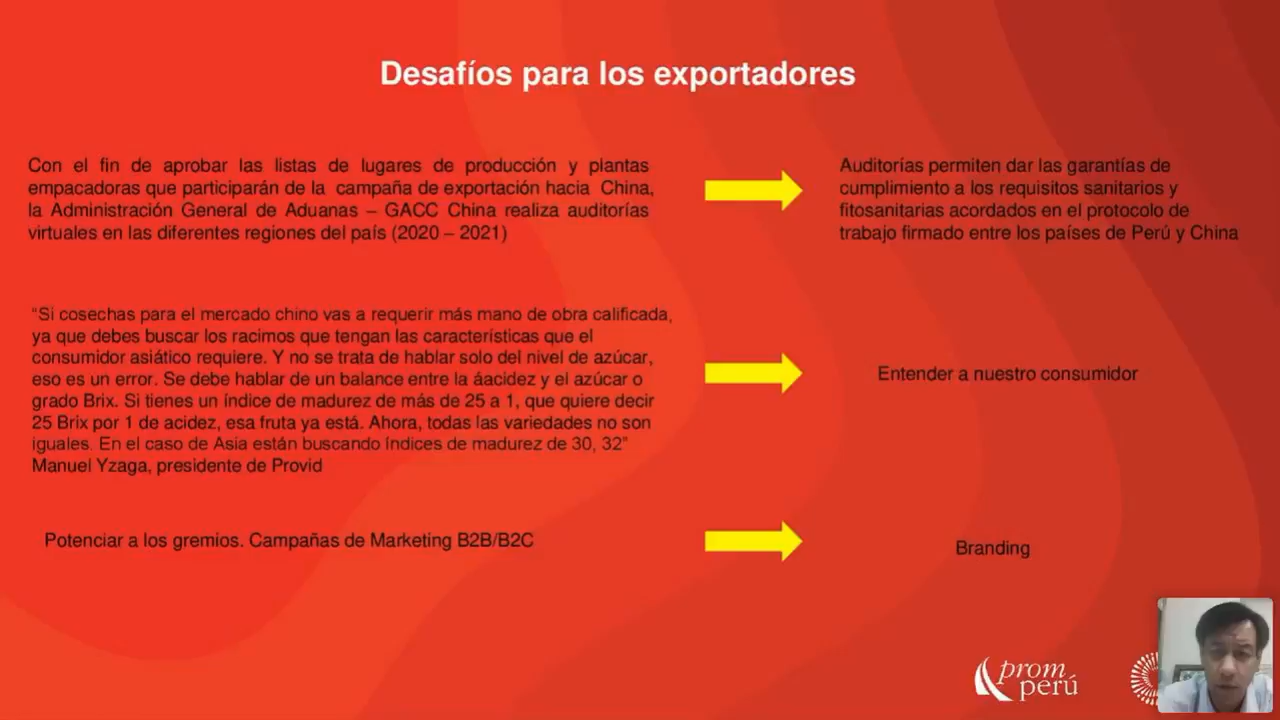 Desafíos para los exportadores
Con el fin de aprobar las listas de lugares de producción y plantas
empacadoras que participarán de la campaña de exportación hacia China,
la Administración General de Aduanas – GACC China realiza auditorías
virtuales en las diferentes regiones del país (2020 – 2021)
Auditorías permiten dar las garantías de
cumplimiento a los requisitos sanitarios y
fitosanitarias acordados en el protocolo de
trabajo firmado entre los países de Perú y China
“Si cosechas para el mercado chino vas a requerir más mano de obra calificada,
ya que debes buscar los racimos que tengan las características que el
consumidor asiático requiere. Y no se trata de hablar solo del nivel de azúcar,
eso es un error. Se debe hablar de un balance entre la áacidez y el azúcar o
grado Brix. Si tienes un índice de madurez de más de 25 a 1, que quiere decir
25 Brix por 1 de acidez, esa fruta ya está. Ahora, todas las variedades no son
iguales. En el caso de Asia están buscando índices de madurez de 30, 32”
Manuel Yzaga, presidente de Provid
Entender a nuestro consumidor
Potenciar a los gremios. Campañas de Marketing B2B/B2C
Branding
prom
perú